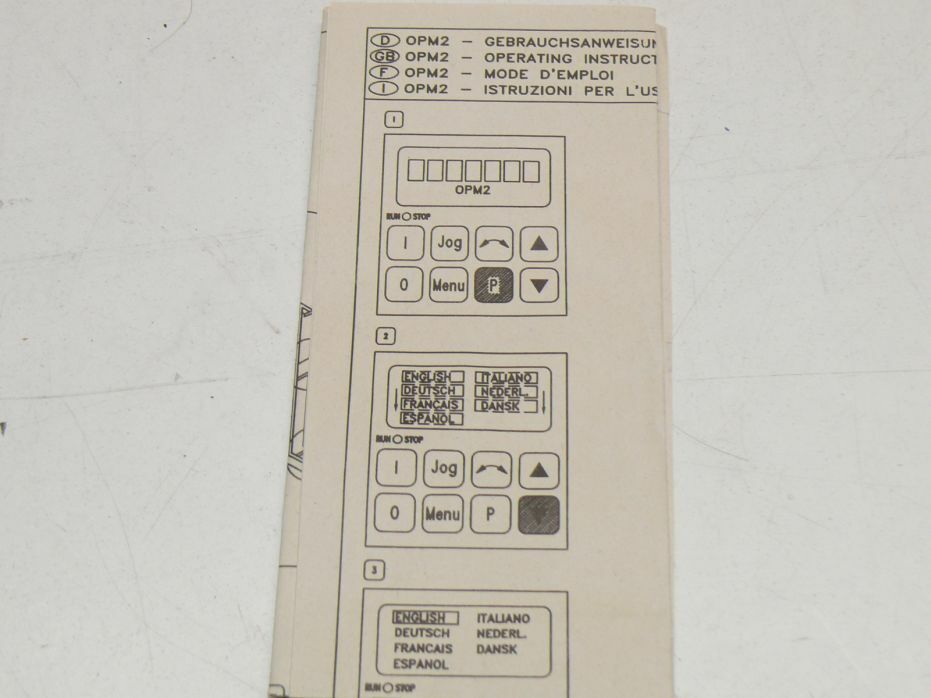 D OPM2 – GEBRAUCHSANWEISUN
GB OPM2 – OPERATING INSTRUCT
F OPM2 – MODE D'EMPLOI
I OPM2 – ISTRUZIONI PER L'US
1
OPM2
RUN STOP
I Jog
0 Menu P
2
ENGLISH ITALIANO
DEUTSCH NEDERL.
FRANÇAIS DANSK
ESPANOL
RUN STOP
I Jog
0 Menu P
3
ENGLISH ITALIANO
DEUTSCH NEDERL.
FRANCAIS DANSK
ESPANOL
RUN STOP